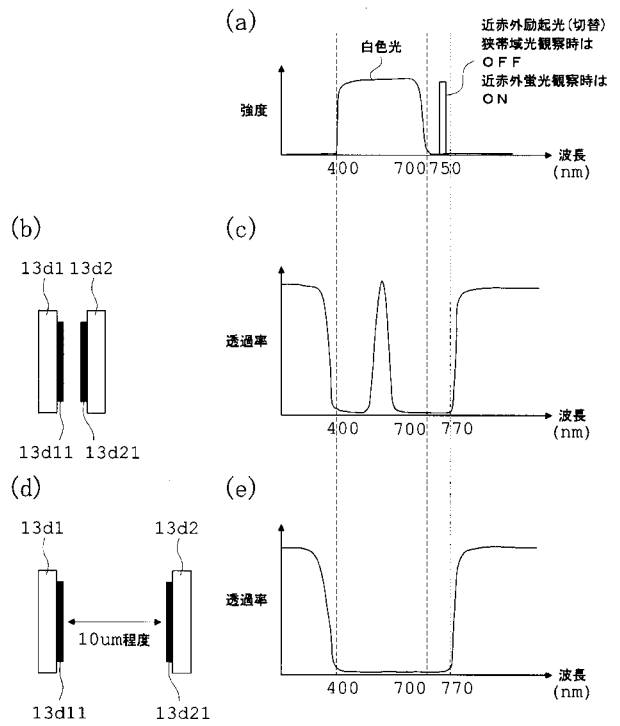 (a)
白色光
近赤外励起光(切替)
狭帯域光観察時は
OFF
近赤外蛍光観察時は
ON
強度
400
700
750
波長
(nm)
(b)
13d1
13d2
13d11
13d21
(c)
透過率
400
700
770
波長
(nm)
(d)
13d1
13d2
10um程度
13d11
13d21
(e)
透過率
400
700
770
波長
(nm)